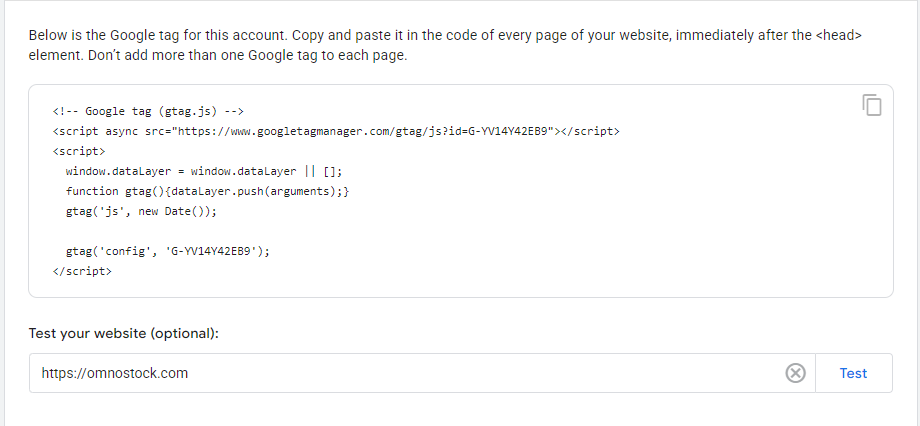 Below is the Google tag for this account. Copy and paste it in the code of every page of your website, immediately after the <head>
element. Don't add more than one Google tag to each page.
<!-- Google tag (gtag.js) -->
<script async src="https://www.googletagmanager.com/gtag/js?id=G-YV14Y42EB9"></script>
<script>
  window.dataLayer = window.dataLayer || [];
  function gtag(){dataLayer.push(arguments);}
  gtag('js', new Date());

  gtag('config', 'G-YV14Y42EB9');
</script>
Test your website (optional):
https://omnostock.com
Test